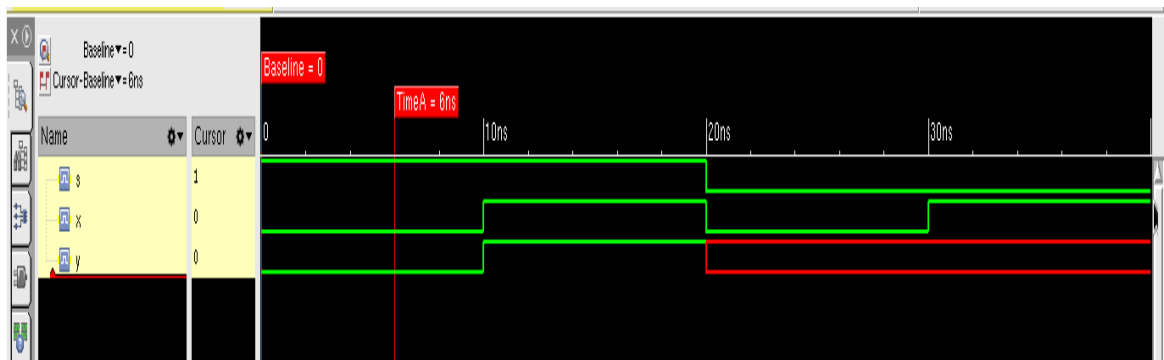 Baseline▼= 0
Cursor-Baseline▼= 6ns
Baseline = 0
TimeA = 6ns
Name Cursor 0 10ns 20ns 30ns
s 1
x 0
y 0